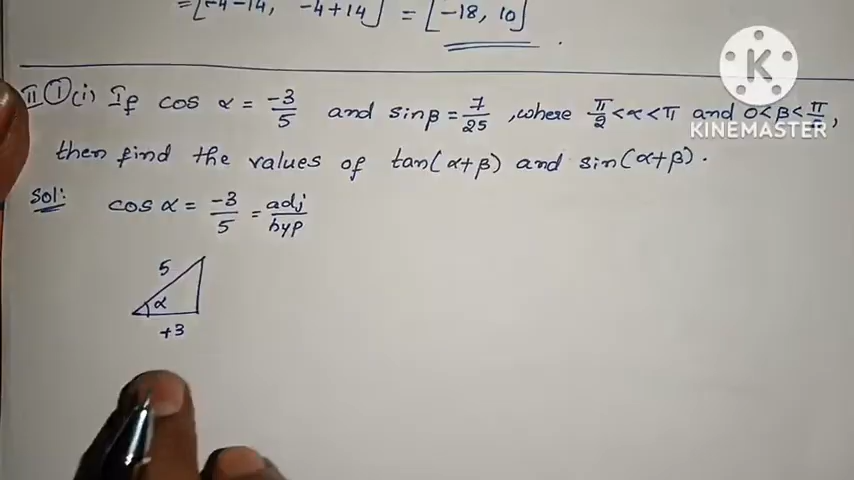 =[-4-14, -4+14] = [-18, 10]
II ① (i) If cos α = -3/5 and sinβ = 7/25, where π/2<α<π and 0<β<π/2,
then find the values of tan(α+β) and sin(α+β).
Sol: cos α = -3/5 = adj/hyp
5
α
+3
K
KINEMASTER